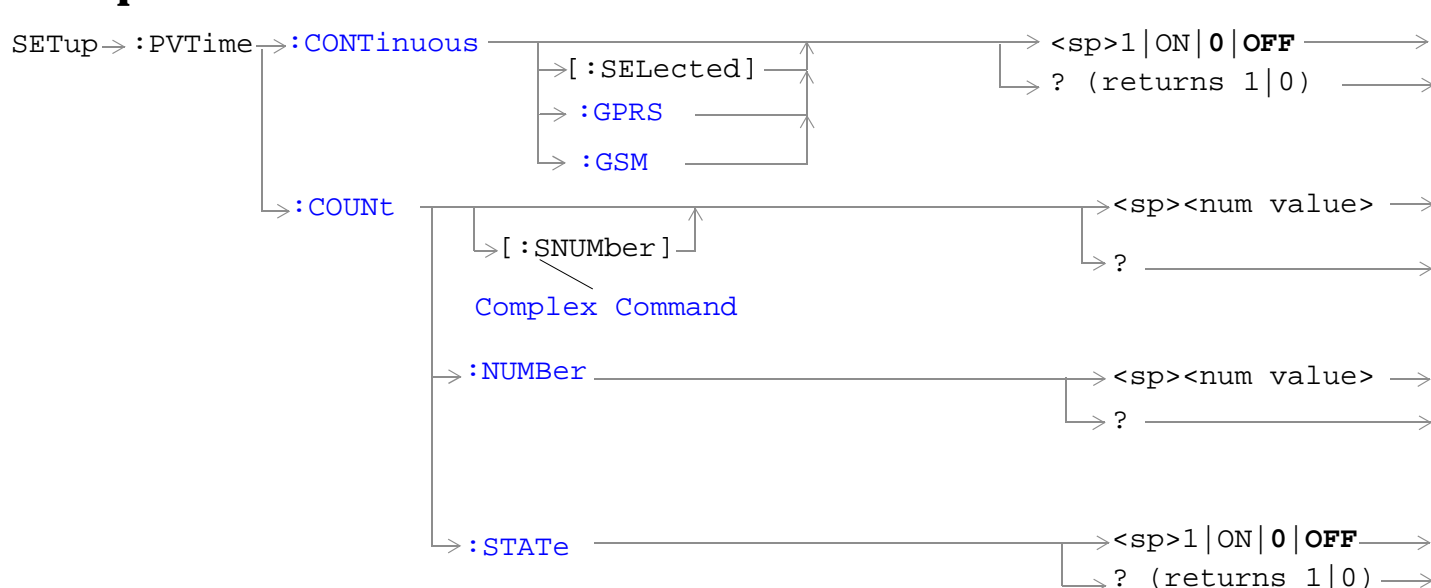 SETup :PVTime :CONTinuous <sp>1|ON|0|OFF
[:SELected] ? (returns 1|0)
:GPRS
:GSM
:COUNt <sp><num value>
[:SNUMber] ?
Complex Command
:NUMBer <sp><num value>
?
:STATe <sp>1|ON|0|OFF
? (returns 1|0)